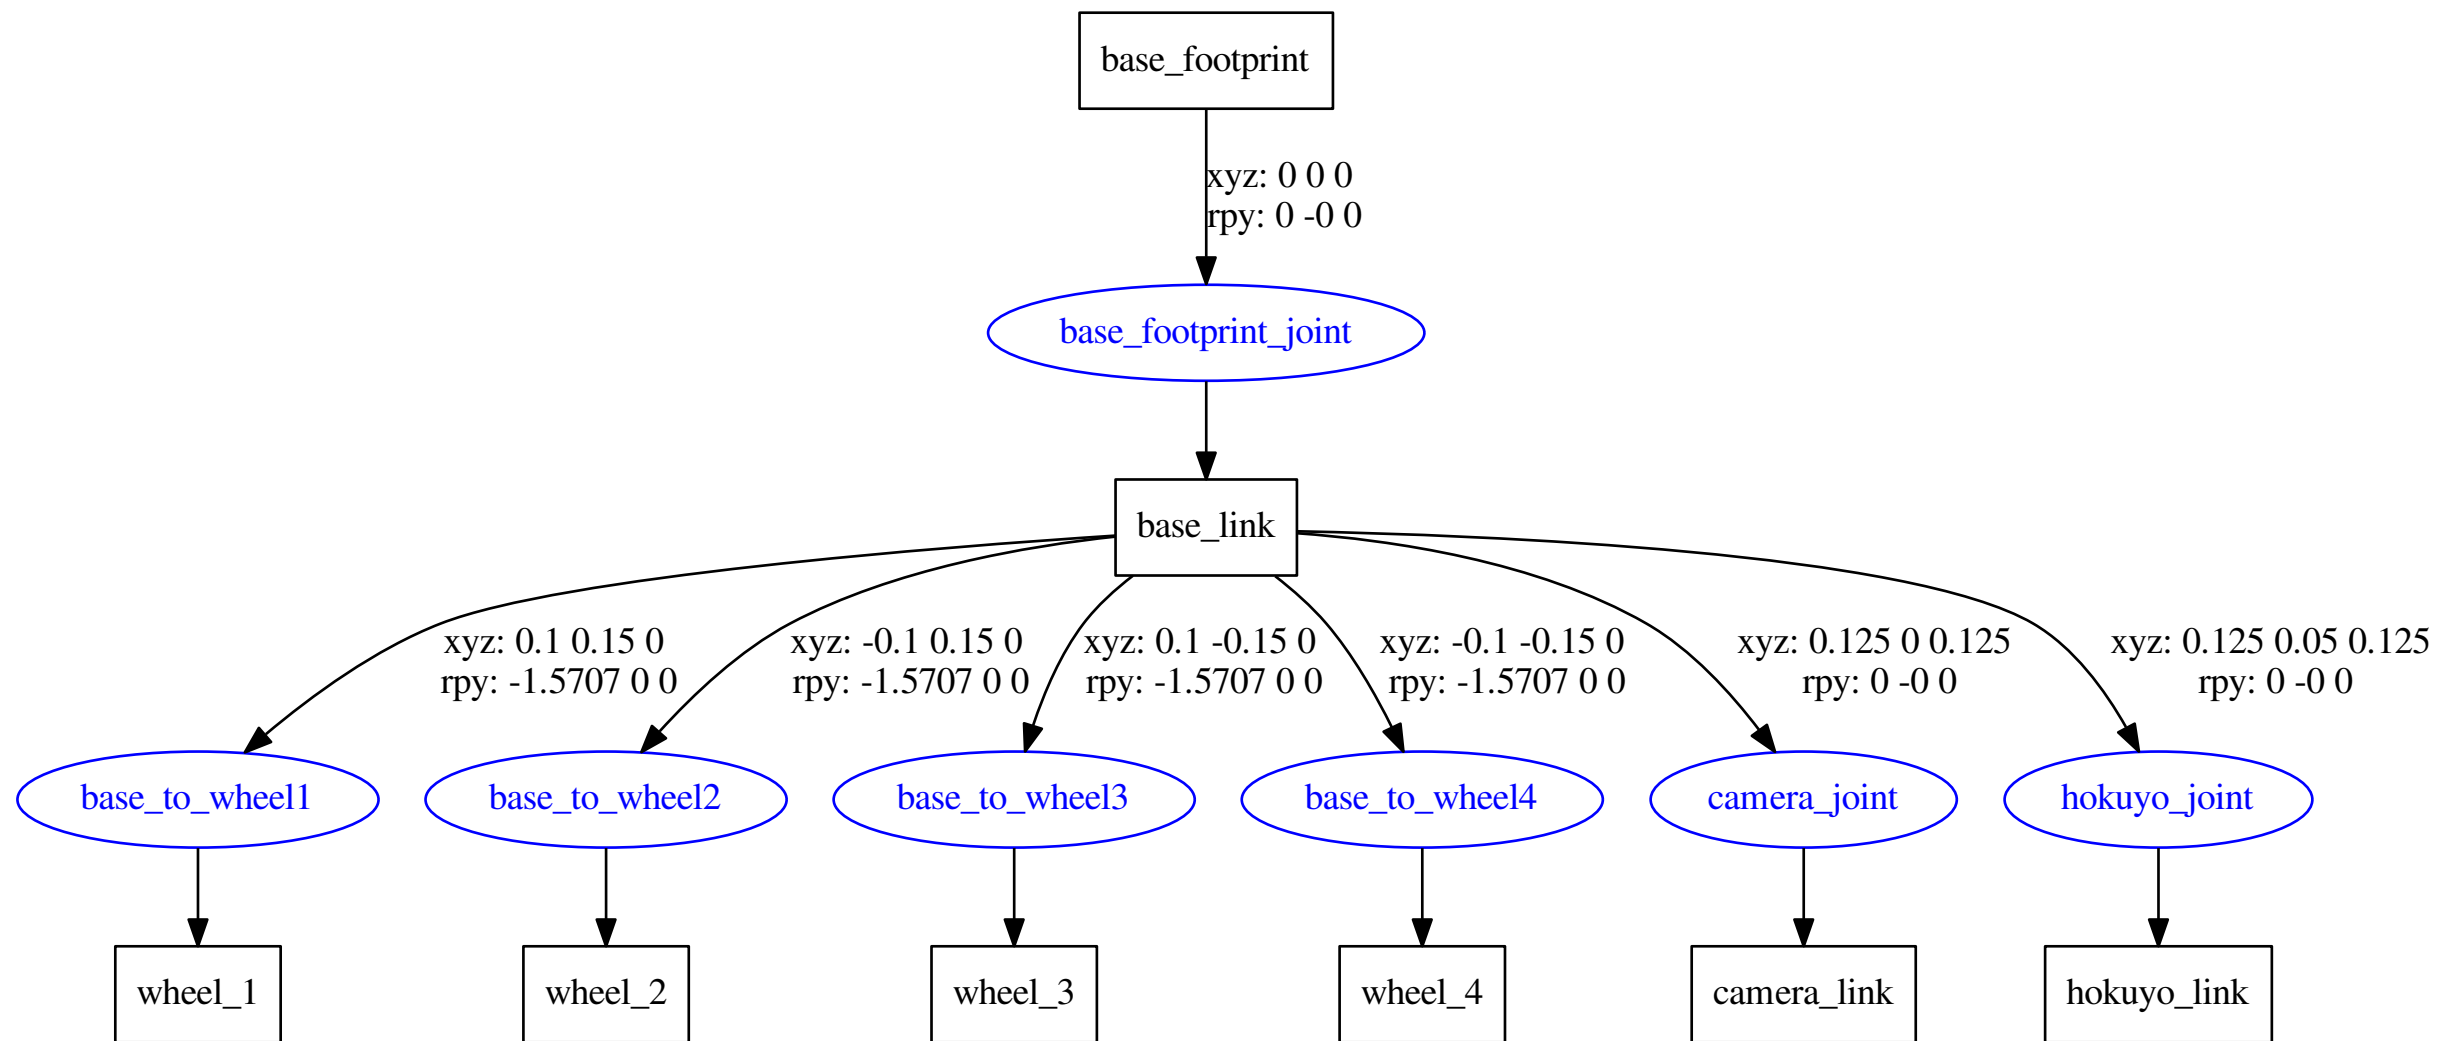 base_footprint
xyz: 0 0 0
rpy: 0 -0 0
base_footprint_joint
base_link
xyz: 0.1 0.15 0
rpy: -1.5707 0 0
xyz: -0.1 0.15 0
rpy: -1.5707 0 0
xyz: 0.1 -0.15 0
rpy: -1.5707 0 0
xyz: -0.1 -0.15 0
rpy: -1.5707 0 0
xyz: 0.125 0 0.125
rpy: 0 -0 0
xyz: 0.125 0.05 0.125
rpy: 0 -0 0
base_to_wheel1
base_to_wheel2
base_to_wheel3
base_to_wheel4
camera_joint
hokuyo_joint
wheel_1
wheel_2
wheel_3
wheel_4
camera_link
hokuyo_link